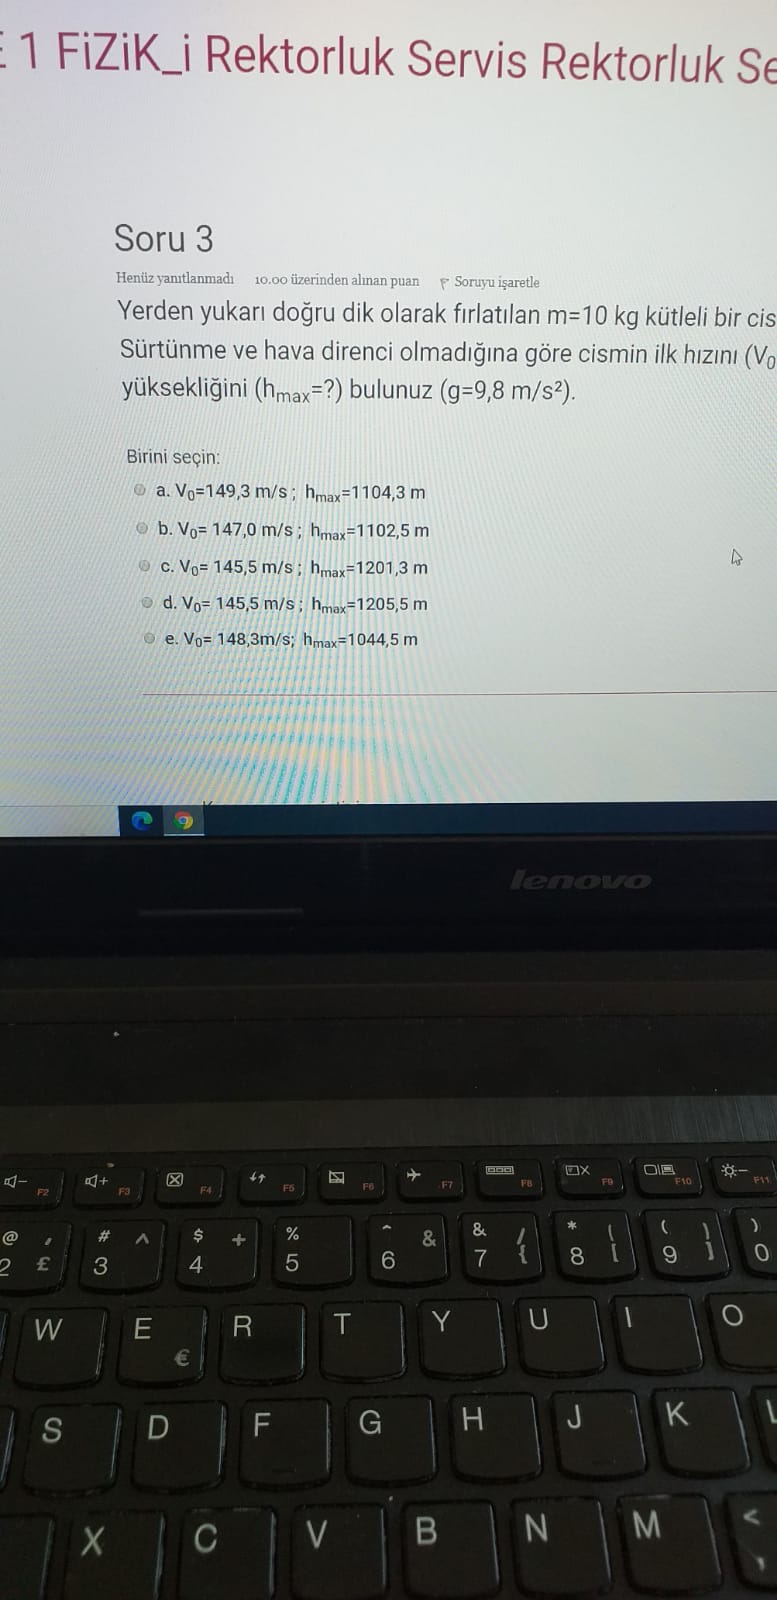 1 FiZiK_i Rektorluk Servis Rektorluk Se
Soru 3
Henüz yanıtlanmadı 10.00 üzerinden alınan puan Soruyu işaretle
Yerden yukarı doğru dik olarak fırlatılan m=10 kg kütleli bir cis
Sürtünme ve hava direnci olmadığına göre cismin ilk hızını (V₀
yüksekliğini (hmax=?) bulunuz (g=9,8 m/s²).
Birini seçin:
a. V₀=149,3 m/s ; hmax=1104,3 m
b. V₀= 147,0 m/s ; hmax=1102,5 m
c. V₀= 145,5 m/s ; hmax=1201,3 m
d. V₀= 145,5 m/s ; hmax=1205,5 m
e. V₀= 148,3m/s; hmax=1044,5 m
lenovo
F2 F3 F4 F5 F6 F7 F8 F9 F10 F11
@ # ^ $ + % ^ & & / { * ( [ ( ) ] )
2 £ 3 4 5 6 7 8 9 0
W E € R T Y U I O
S D F G H J K L
X C V B N M <